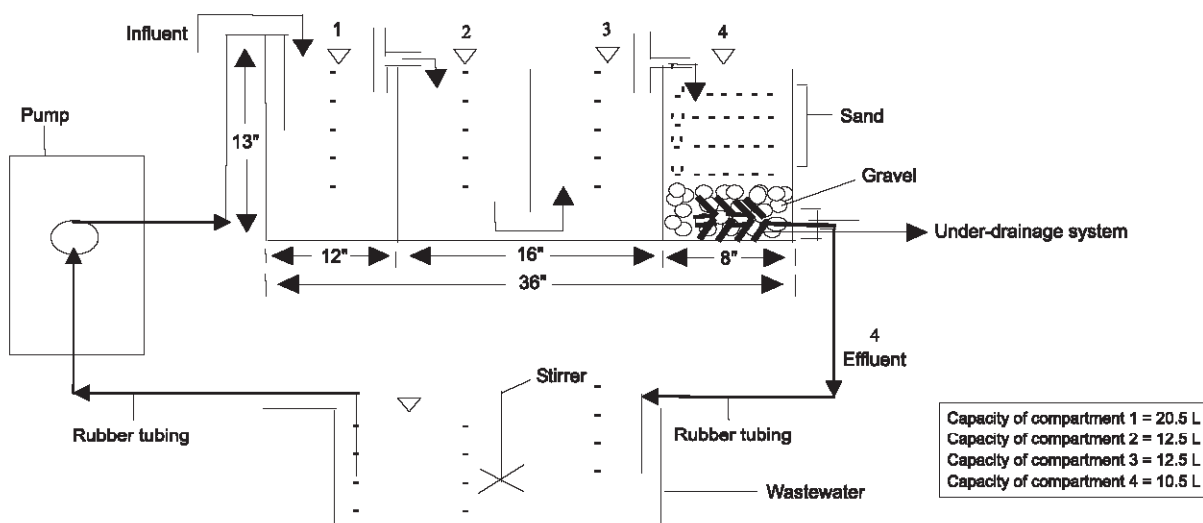 Influent
1
2
3
4
Pump
13"
Sand
Gravel
Under-drainage system
12"
16"
8"
36"
4
Effluent
Stirrer
Rubber tubing
Rubber tubing
Wastewater
Capacity of compartment 1 = 20.5 L
Capacity of compartment 2 = 12.5 L
Capacity of compartment 3 = 12.5 L
Capacity of compartment 4 = 10.5 L